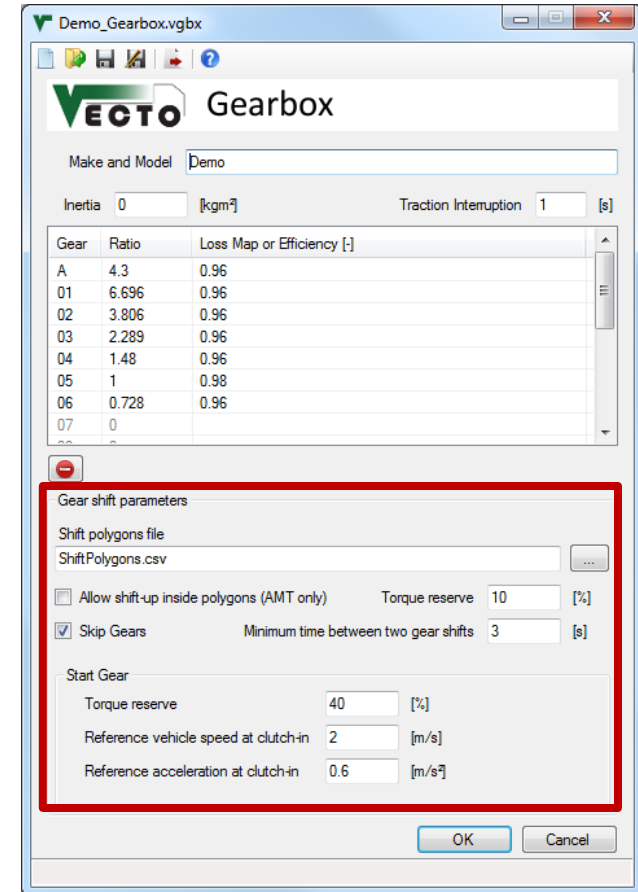 Demo_Gearbox.vgbx
VECTO Gearbox
Make and Model Demo
Inertia 0 [kgm²] Traction Interruption 1 [s]
Gear Ratio Loss Map or Efficiency [-]
A 4.3 0.96
01 6.696 0.96
02 3.806 0.96
03 2.289 0.96
04 1.48 0.96
05 1 0.98
06 0.728 0.96
07 0
Gear shift parameters
Shift polygons file
ShiftPolygons.csv ...
Allow shift-up inside polygons (AMT only) Torque reserve 10 [%]
Skip Gears Minimum time between two gear shifts 3 [s]
Start Gear
Torque reserve 40 [%]
Reference vehicle speed at clutch-in 2 [m/s]
Reference acceleration at clutch-in 0.6 [m/s²]
OK Cancel